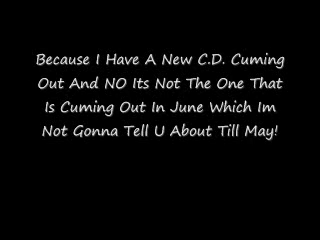 Because I Have A New C.D. Cuming
Out And NO Its Not The One That
Is Cuming Out In June Which Im
Not Gonna Tell U About Till May!